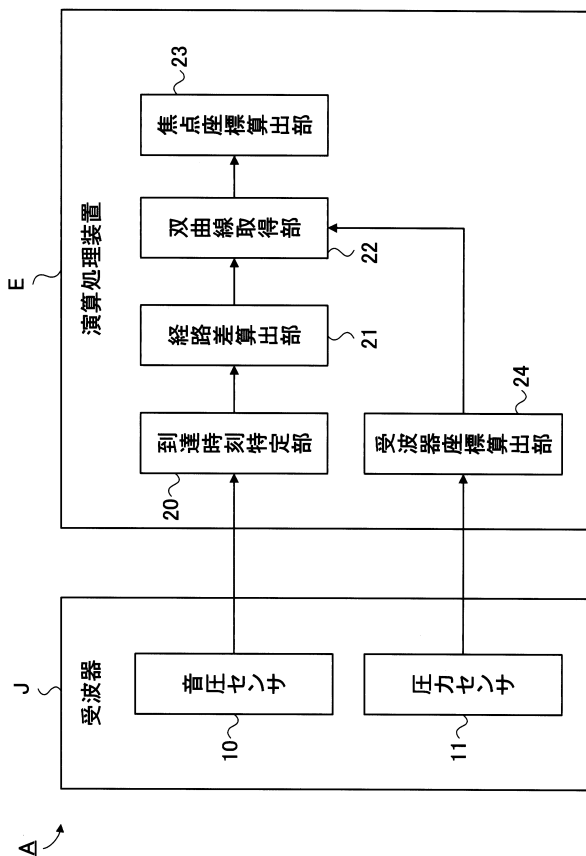 A
J
受波器
音圧センサ
10
圧力センサ
11
E
演算処理装置
到達時刻特定部
20
経路差算出部
21
双曲線取得部
22
焦点座標算出部
23
受波器座標算出部
24